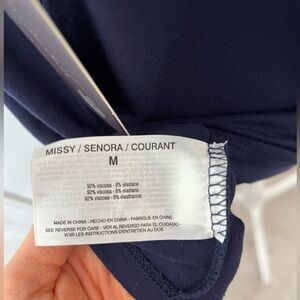 MISSY / SENORA / COURANT
M
92% viscose - 8% elastane
92% viscosa - 8% elastano
92% viscose - 8% élasthanne
MADE IN CHINA - HECHO EN CHINA - FABRIQUÉ EN CHINE
SEE REVERSE FOR CARE - VER AL REVERSO PARA EL CUIDADO -
VOIR LES INSTRUCTIONS D'ENTRETIEN AU DOS